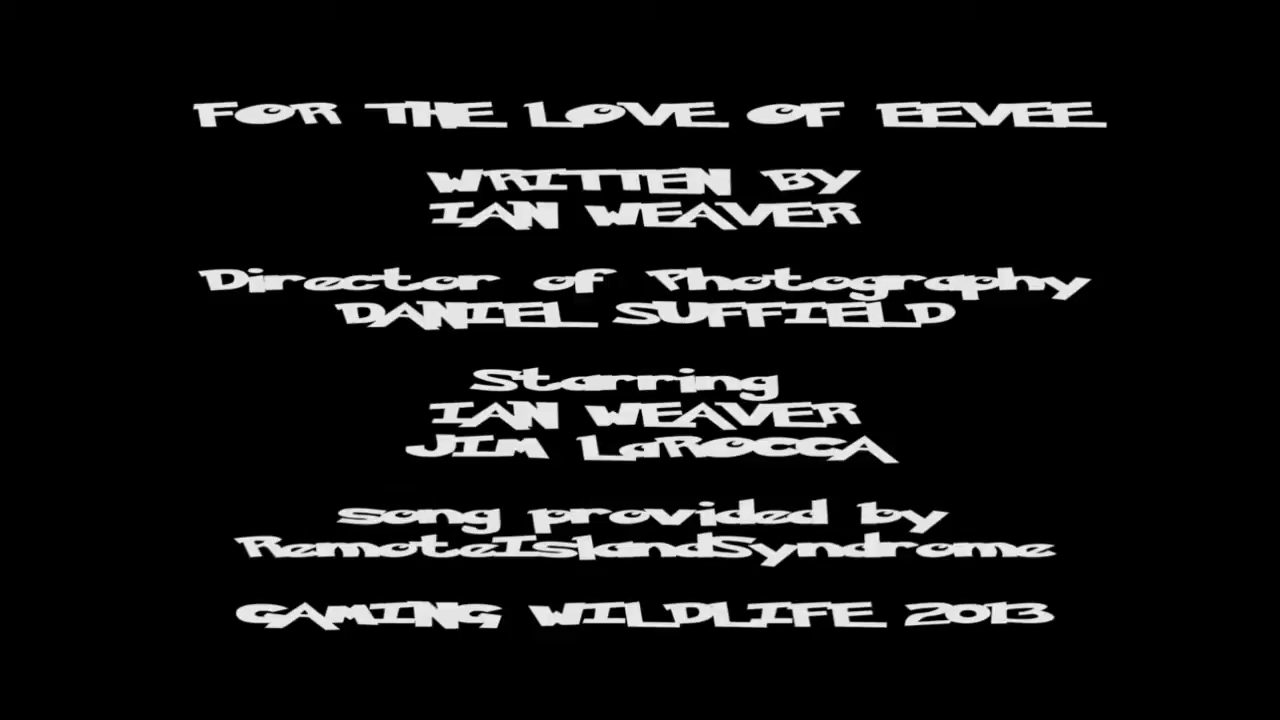 FOR THE LOVE OF EEVEE
WRITTEN BY
IAN WEAVER
Director of Photography
DANIEL SUFFIELD
Starring
IAN WEAVER
JIM LaROCCA
song provided by
RemoteIslandSyndrome
GAMING WILDLIFE 2013